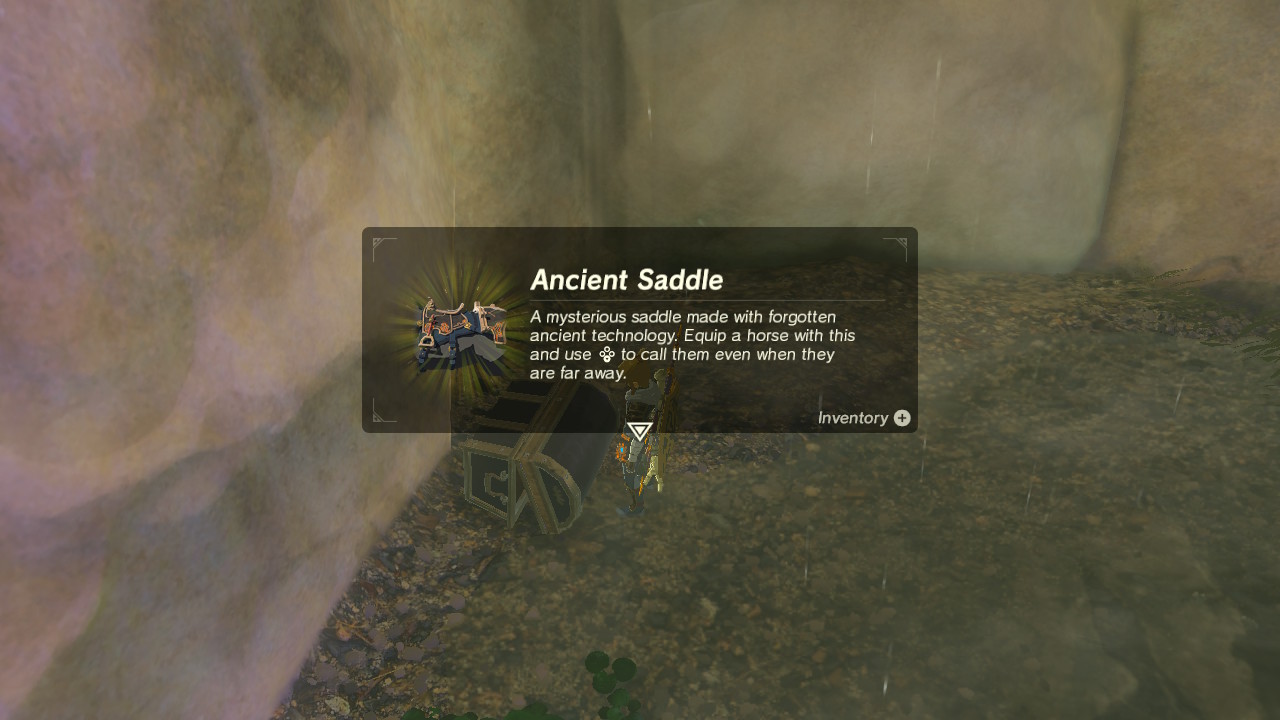 Ancient Saddle
A mysterious saddle made with forgotten
ancient technology. Equip a horse with this
and use to call them even when they
are far away.
Inventory